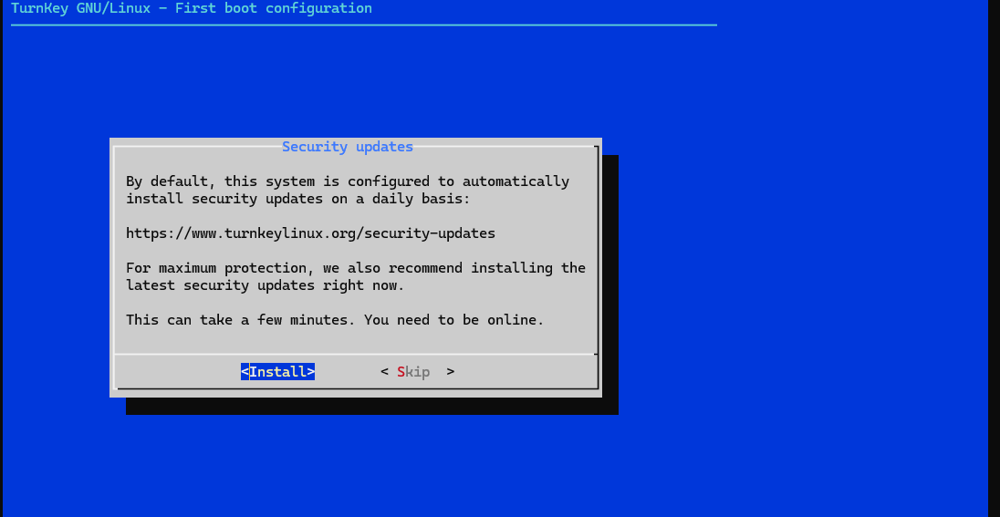 TurnKey GNU/Linux - First boot configuration
Security updates
By default, this system is configured to automatically
install security updates on a daily basis:
https://www.turnkeylinux.org/security-updates
For maximum protection, we also recommend installing the
latest security updates right now.
This can take a few minutes. You need to be online.
<Install> < Skip >